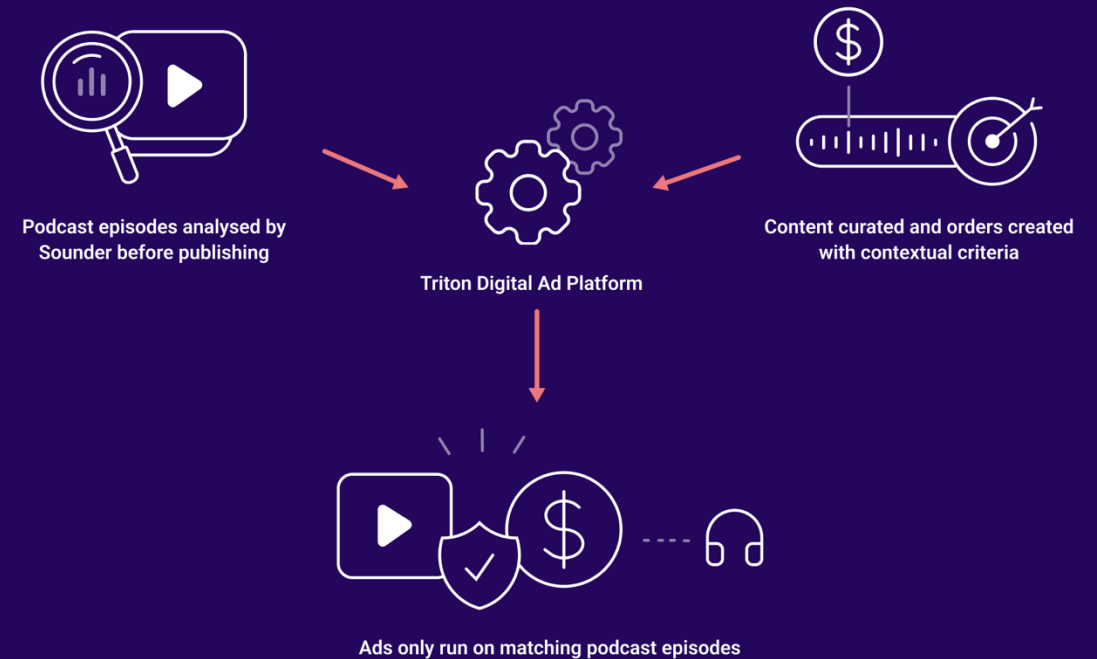 Podcast episodes analysed by
Sounder before publishing
Content curated and orders created
with contextual criteria
Triton Digital Ad Platform
Ads only run on matching podcast episodes